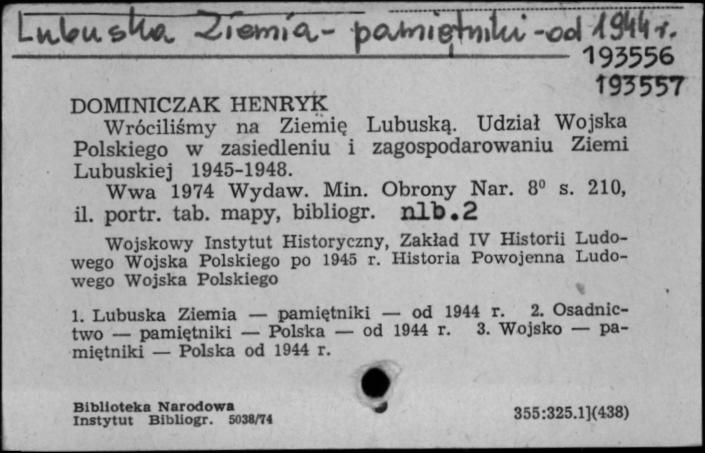 Lubuska Ziemia - pamiętniki - od 1944 r.
193556
193557
DOMINICZAK HENRYK
Wróciliśmy na Ziemię Lubuską. Udział Wojska
Polskiego w zasiedleniu i zagospodarowaniu Ziemi
Lubuskiej 1945-1948.
Wwa 1974 Wydaw. Min. Obrony Nar. 8⁰ s. 210,
il. portr. tab. mapy, bibliogr. nlb.2
Wojskowy Instytut Historyczny, Zakład IV Historii Ludo-
wego Wojska Polskiego po 1945 r. Historia Powojenna Ludo-
wego Wojska Polskiego
1. Lubuska Ziemia — pamiętniki — od 1944 r. 2. Osadnic-
two — pamiętniki — Polska — od 1944 r. 3. Wojsko — pa-
miętniki — Polska od 1944 r.
Biblioteka Narodowa
Instytut Bibliogr. 5038/74
355:325.1](438)